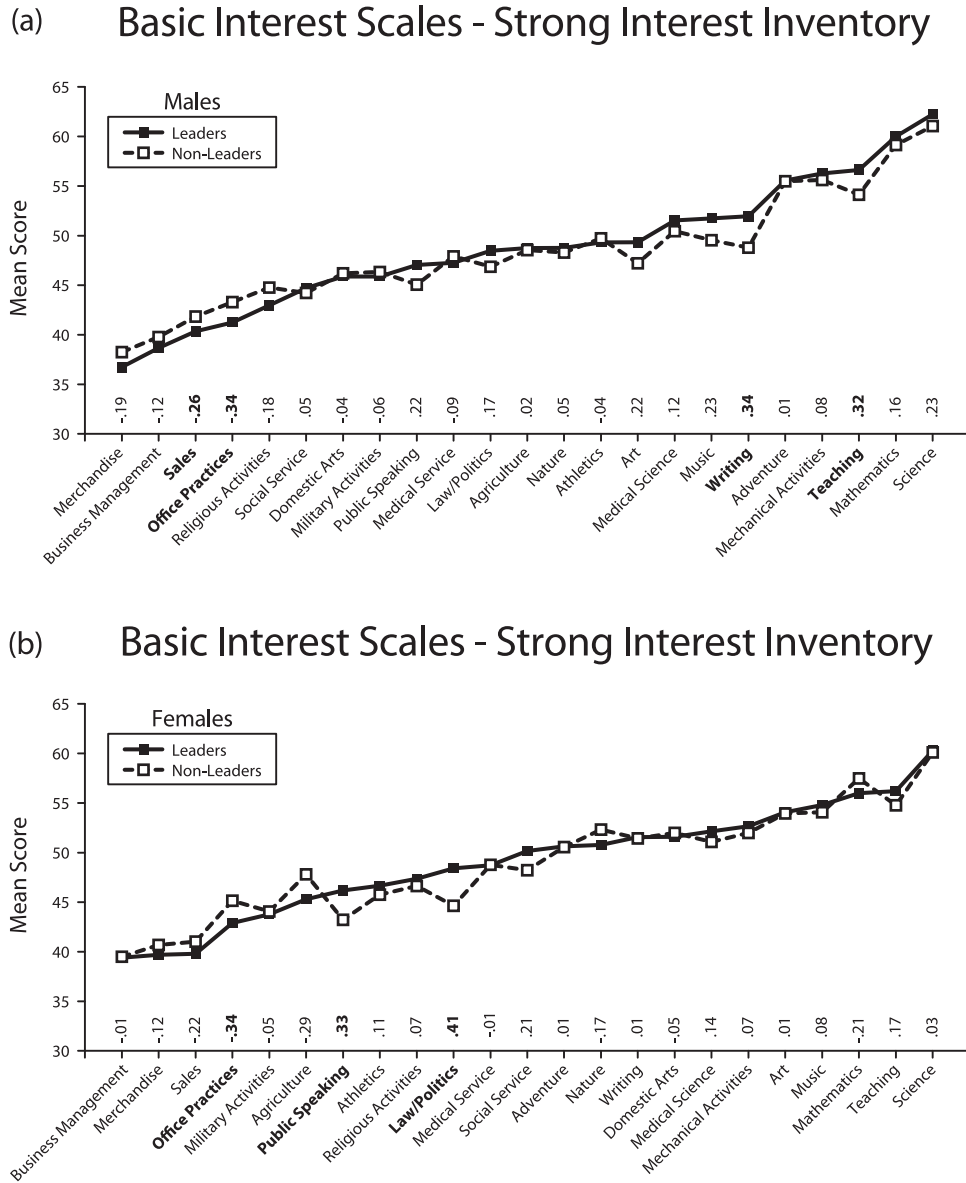 (a) Basic Interest Scales - Strong Interest Inventory
65
60
55
50
45
40
35
30
Mean Score
Males
Leaders
Non-Leaders
-.19 -.12 -.26 -.34 -.18 .05 -.04 -.06 .22 -.09 .17 .02 .05 -.04 .22 .12 .23 .34 .01 .08 .32 .16 .23
Merchandise
Business Management
Sales
Office Practices
Religious Activities
Social Service
Domestic Arts
Military Activities
Public Speaking
Medical Service
Law/Politics
Agriculture
Nature
Athletics
Art
Medical Science
Music
Writing
Adventure
Mechanical Activities
Teaching
Mathematics
Science
(b) Basic Interest Scales - Strong Interest Inventory
65
60
55
50
45
40
35
30
Mean Score
Females
Leaders
Non-Leaders
-.01 -.12 -.22 -.34 -.05 -.29 .33 .11 .07 .41 -.01 .21 .01 -.17 .01 -.05 .14 .07 .01 .08 -.21 .17 .03
Business Management
Merchandise
Sales
Office Practices
Military Activities
Agriculture
Public Speaking
Athletics
Religious Activities
Law/Politics
Medical Service
Social Service
Adventure
Nature
Writing
Domestic Arts
Medical Science
Mechanical Activities
Art
Music
Mathematics
Teaching
Science